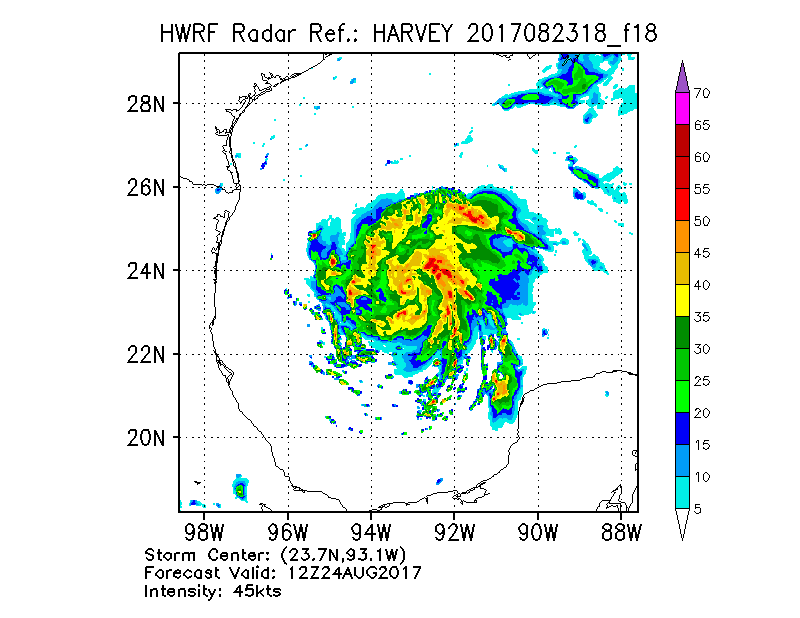 HWRF Radar Ref.: HARVEY 2017082318_f18
28N
26N
24N
22N
20N
98W 96W 94W 92W 90W 88W
70
65
60
55
50
45
40
35
30
25
20
15
10
5
Storm Center: (23.7N,93.1W)
Forecast Valid: 12Z24AUG2017
Intensity: 45kts